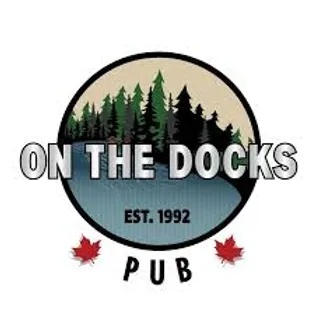 ON THE DOCKS
EST. 1992
PUB